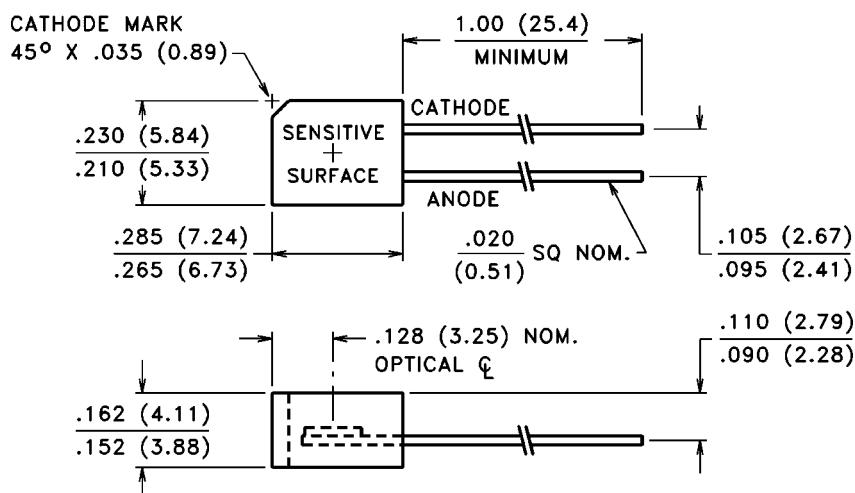 CATHODE MARK
45° X .035 (0.89)
1.00 (25.4)
MINIMUM
CATHODE
.230 (5.84)
.210 (5.33)
SENSITIVE
SURFACE
ANODE
.285 (7.24)
.265 (6.73)
.020
(0.51)
SQ NOM.
.105 (2.67)
.095 (2.41)
.128 (3.25) NOM.
OPTICAL ℄
.110 (2.79)
.090 (2.28)
.162 (4.11)
.152 (3.88)